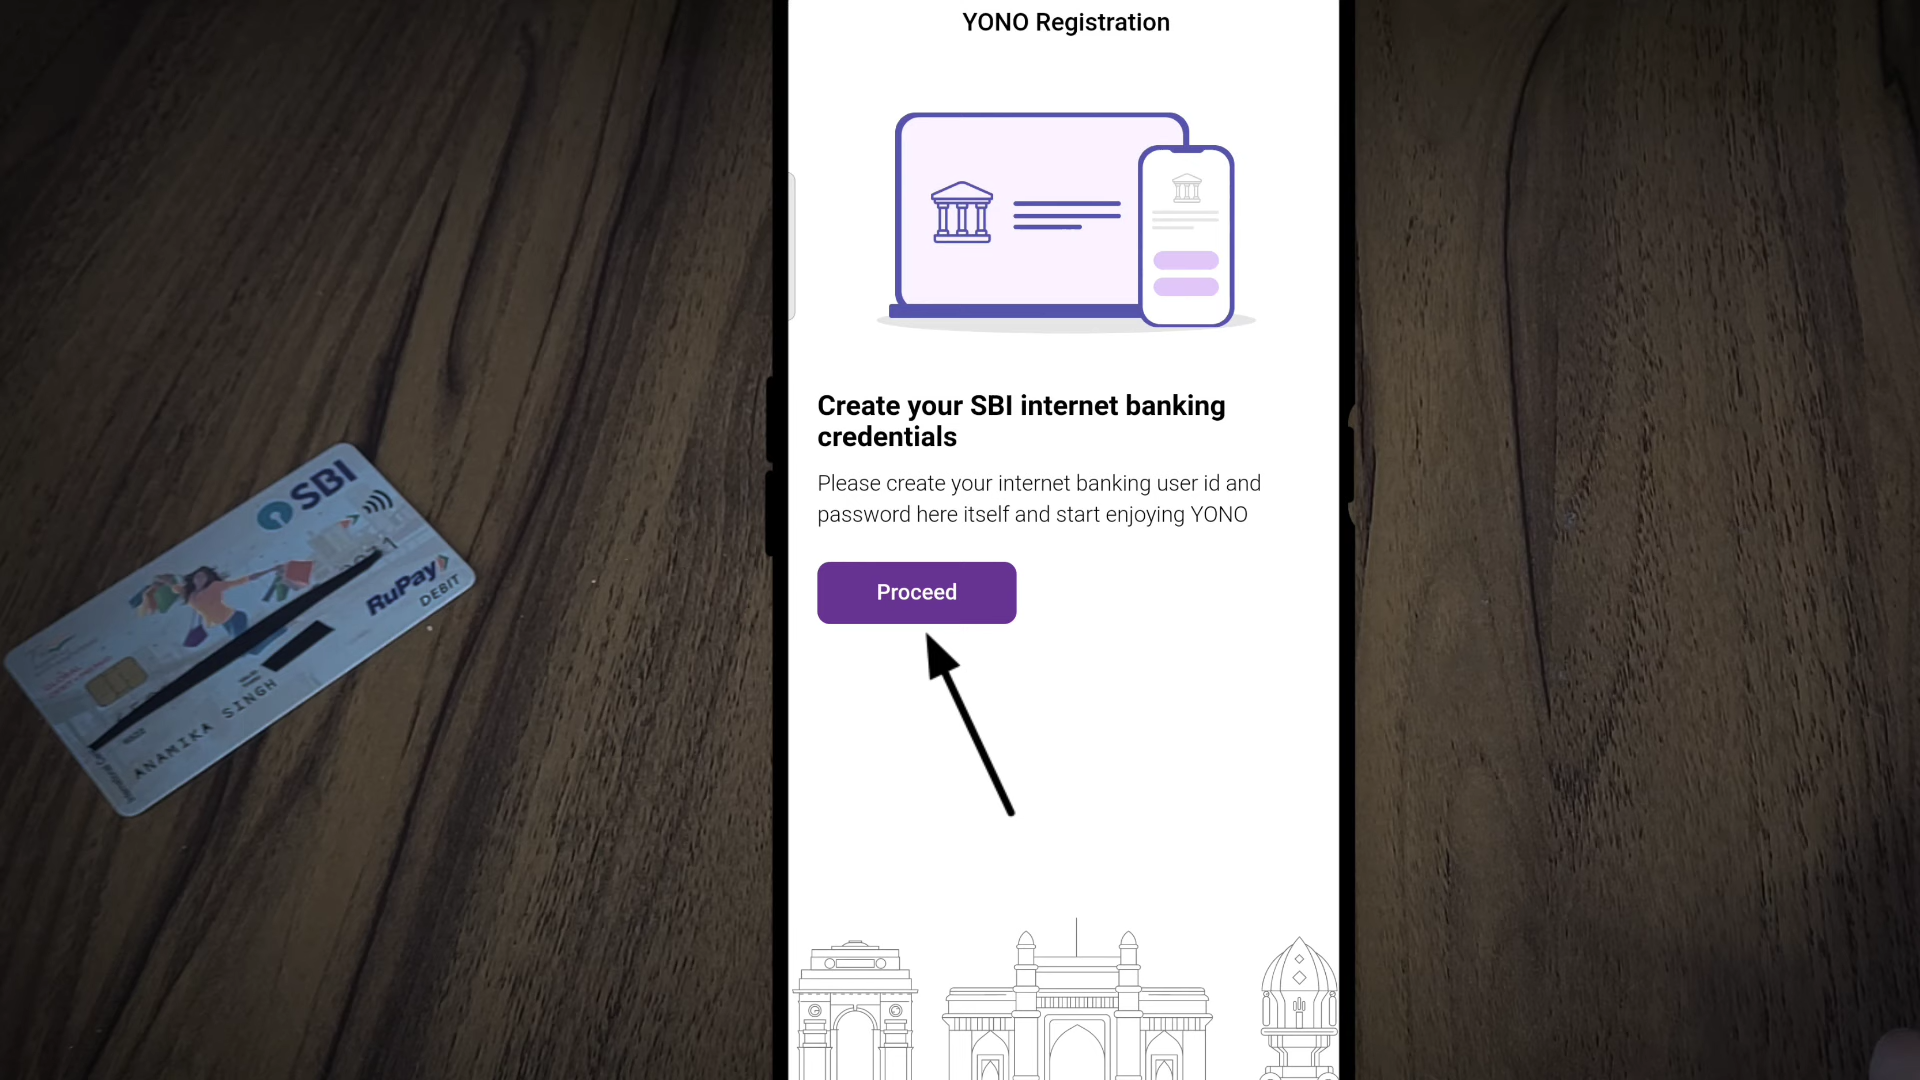 YONO Registration
Create your SBI internet banking
credentials
Please create your internet banking user id and
password here itself and start enjoying YONO
Proceed
SBI
RuPay
DEBIT
ANAMIKA SINGH